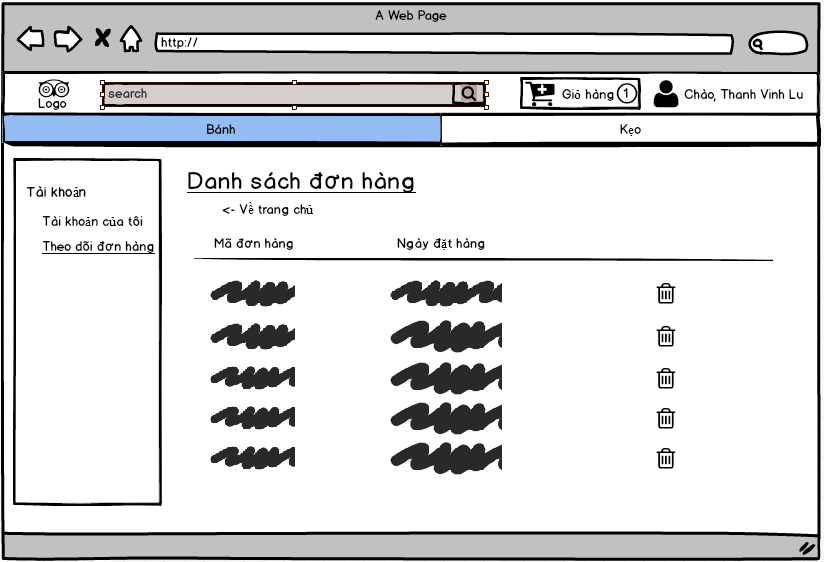 A Web Page
http://
Logo
search
Giỏ hàng 1
Chào, Thanh Vinh Lu
Bánh
Kẹo
Tài khoản
Tài khoản của tôi
Theo dõi đơn hàng
Danh sách đơn hàng
<- Về trang chủ
Mã đơn hàng
Ngày đặt hàng